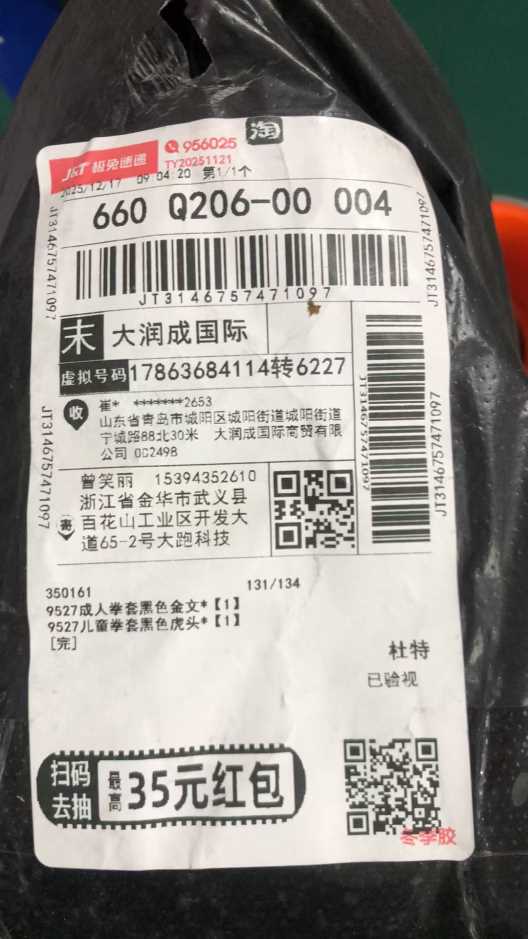 J&T 极兔速递
956025
淘
TY20251121
2025/12/17 09:04:20 第1/1个
660 Q206-00 004
JT3146757471097
末 大润成国际
虚拟号码 17863684114转6227
收 崔* *******2653
山东省青岛市城阳区城阳街道城阳街道
宁城路88北30米 大润成国际商贸有限
公司 0C2498
寄 曾笑丽 15394352610
浙江省金华市武义县
百花山工业区开发大
道65-2号大跑科技
JT3146757471097
JT3146757471097
JT3146757471097
JT3146757471097
JT3146757471097
350161 131/134
9527成人拳套黑色金文*【1】
9527儿童拳套黑色虎头*【1】
[完]
杜特
已验视
扫码
去抽
最高
35元红包
冬季胶